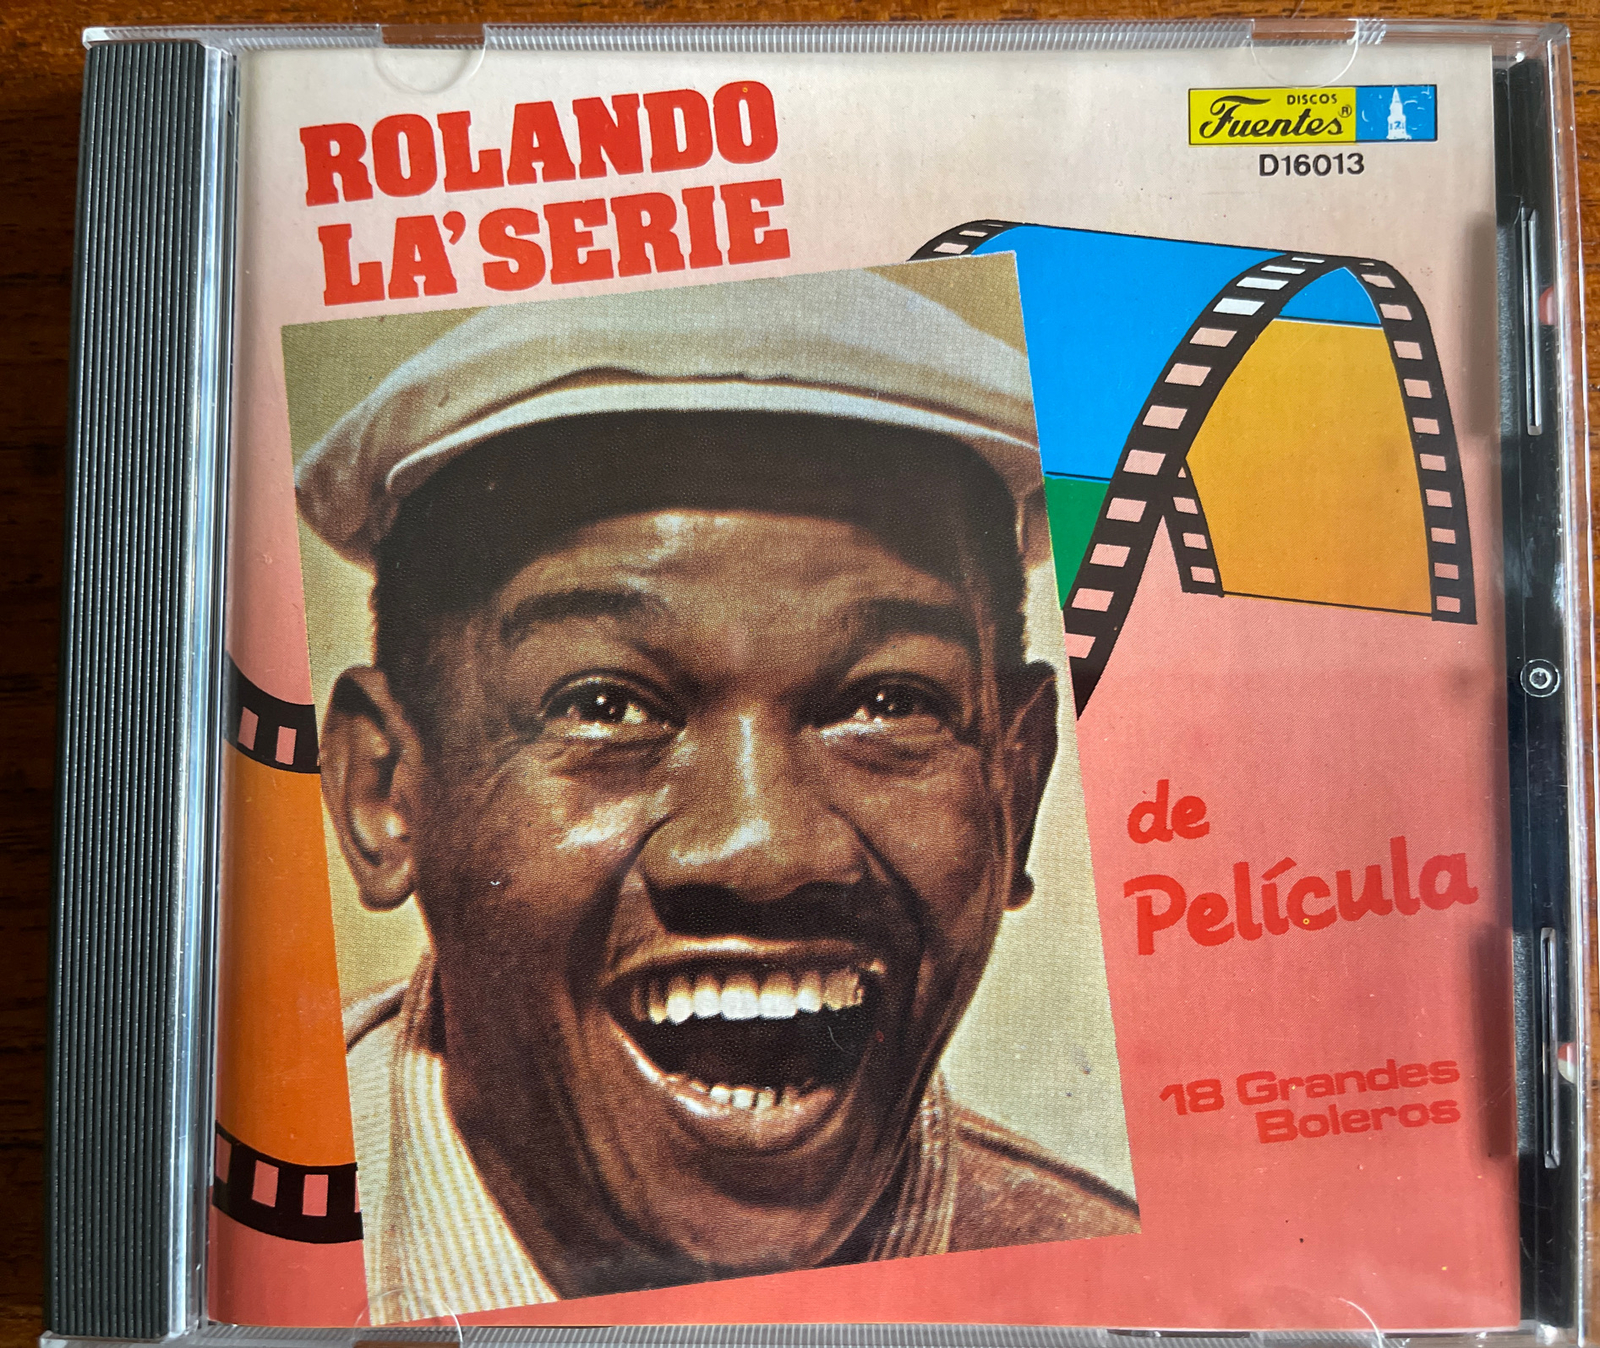 ROLANDO
LA'SERIE
DISCOS
Fuentes®
D16013
de
Película
18 Grandes
Boleros